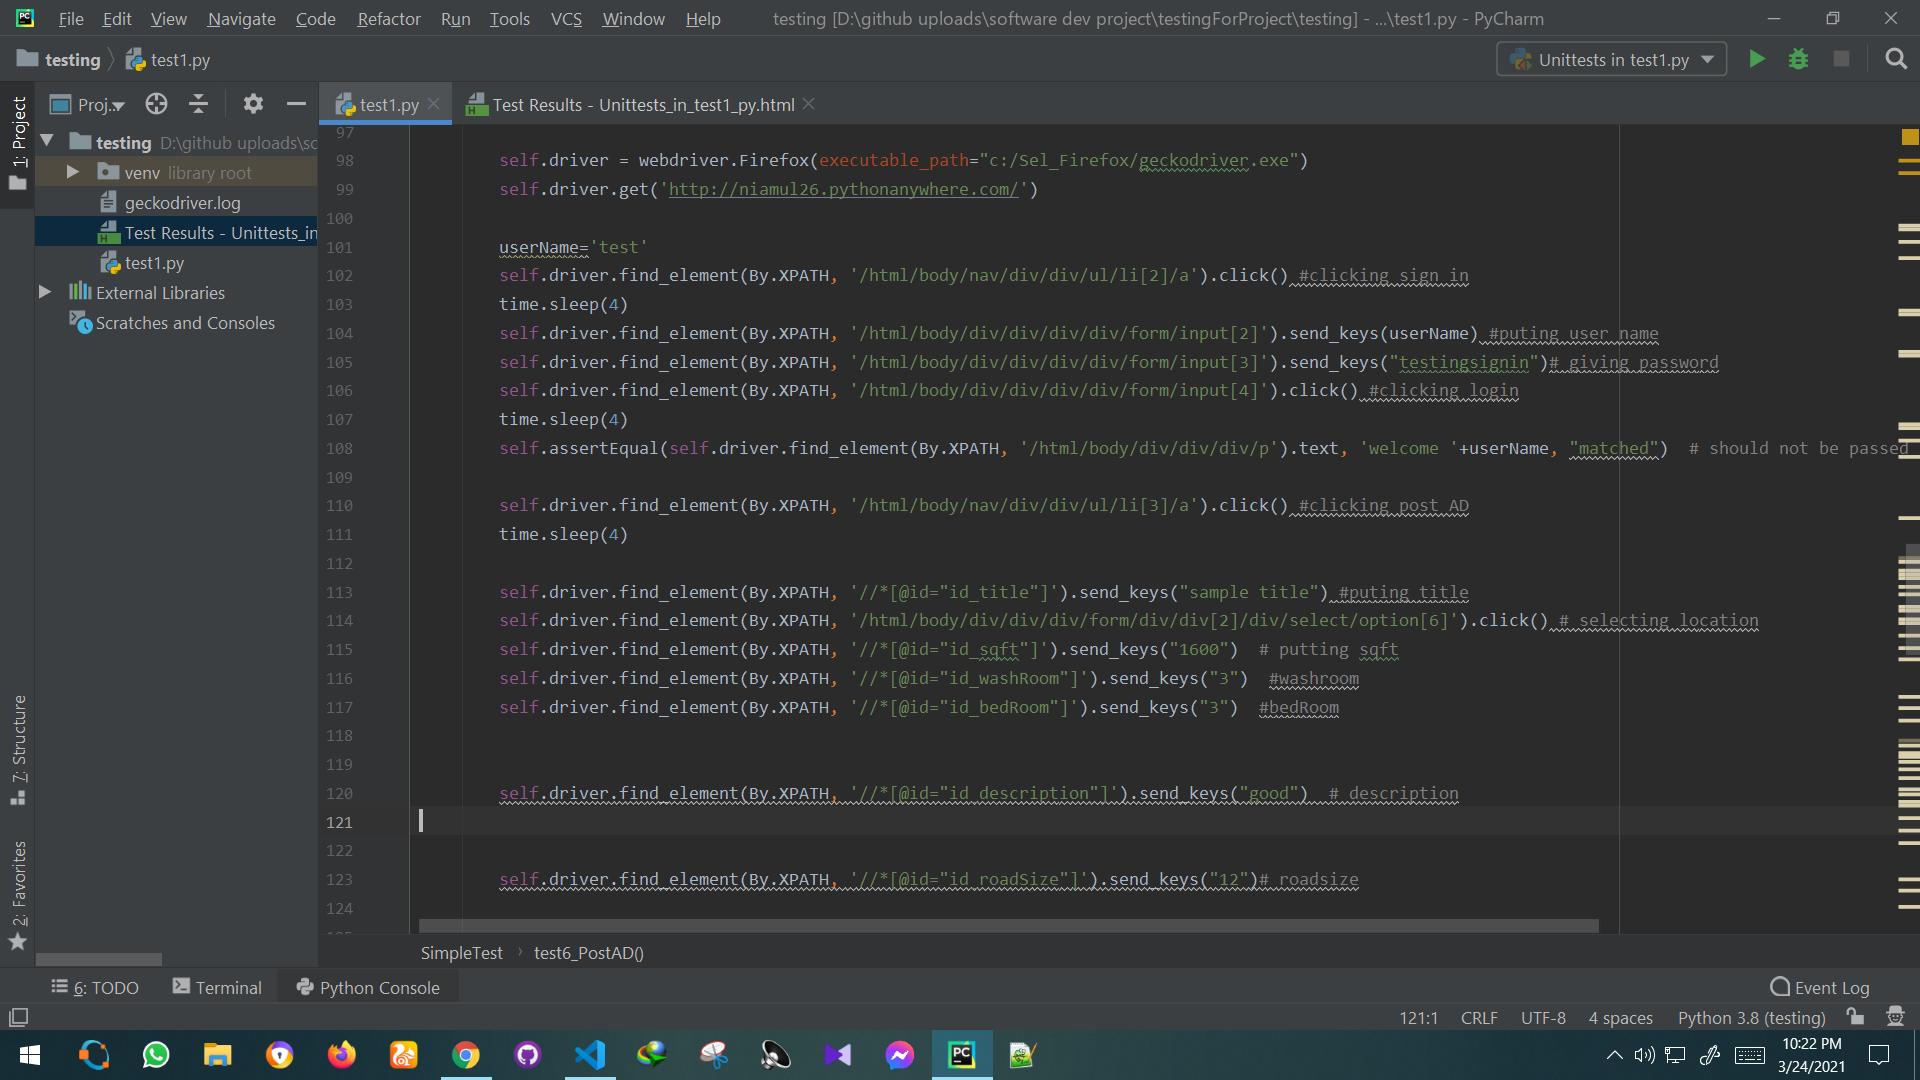 File Edit View Navigate Code Refactor Run Tools VCS Window Help testing [D:\github uploads\software dev project\testingForProject\testing] - ...\test1.py - PyCharm
testing test1.py Unittests in test1.py
1: Project
Proj... test1.py Test Results - Unittests_in_test1_py.html
testing D:\github uploads\sc
venv library root
geckodriver.log
Test Results - Unittests_in
test1.py
External Libraries
Scratches and Consoles
7: Structure
2: Favorites
97
98 self.driver = webdriver.Firefox(executable_path="c:/Sel_Firefox/geckodriver.exe")
99 self.driver.get('http://niamul26.pythonanywhere.com/')
100
101 userName='test'
102 self.driver.find_element(By.XPATH, '/html/body/nav/div/div/ul/li[2]/a').click() #clicking sign in
103 time.sleep(4)
104 self.driver.find_element(By.XPATH, '/html/body/div/div/div/div/form/input[2]').send_keys(userName) #puting user name
105 self.driver.find_element(By.XPATH, '/html/body/div/div/div/div/form/input[3]').send_keys("testingsignin")# giving password
106 self.driver.find_element(By.XPATH, '/html/body/div/div/div/div/form/input[4]').click() #clicking login
107 time.sleep(4)
108 self.assertEqual(self.driver.find_element(By.XPATH, '/html/body/div/div/div/p').text, 'welcome '+userName, "matched") # should not be passed
109
110 self.driver.find_element(By.XPATH, '/html/body/nav/div/div/ul/li[3]/a').click() #clicking post AD
111 time.sleep(4)
112
113 self.driver.find_element(By.XPATH, '//*[@id="id_title"]').send_keys("sample title") #puting title
114 self.driver.find_element(By.XPATH, '/html/body/div/div/div/form/div/div[2]/div/select/option[6]').click() # selecting location
115 self.driver.find_element(By.XPATH, '//*[@id="id_sqft"]').send_keys("1600") # putting sqft
116 self.driver.find_element(By.XPATH, '//*[@id="id_washRoom"]').send_keys("3") #washroom
117 self.driver.find_element(By.XPATH, '//*[@id="id_bedRoom"]').send_keys("3") #bedRoom
118
119
120 self.driver.find_element(By.XPATH, '//*[@id="id_description"]').send_keys("good") # description
121
122
123 self.driver.find_element(By.XPATH, '//*[@id="id_roadSize"]').send_keys("12")# roadsize
124
SimpleTest › test6_PostAD()
6: TODO Terminal Python Console Event Log
121:1 CRLF UTF-8 4 spaces Python 3.8 (testing)
10:22 PM
3/24/2021